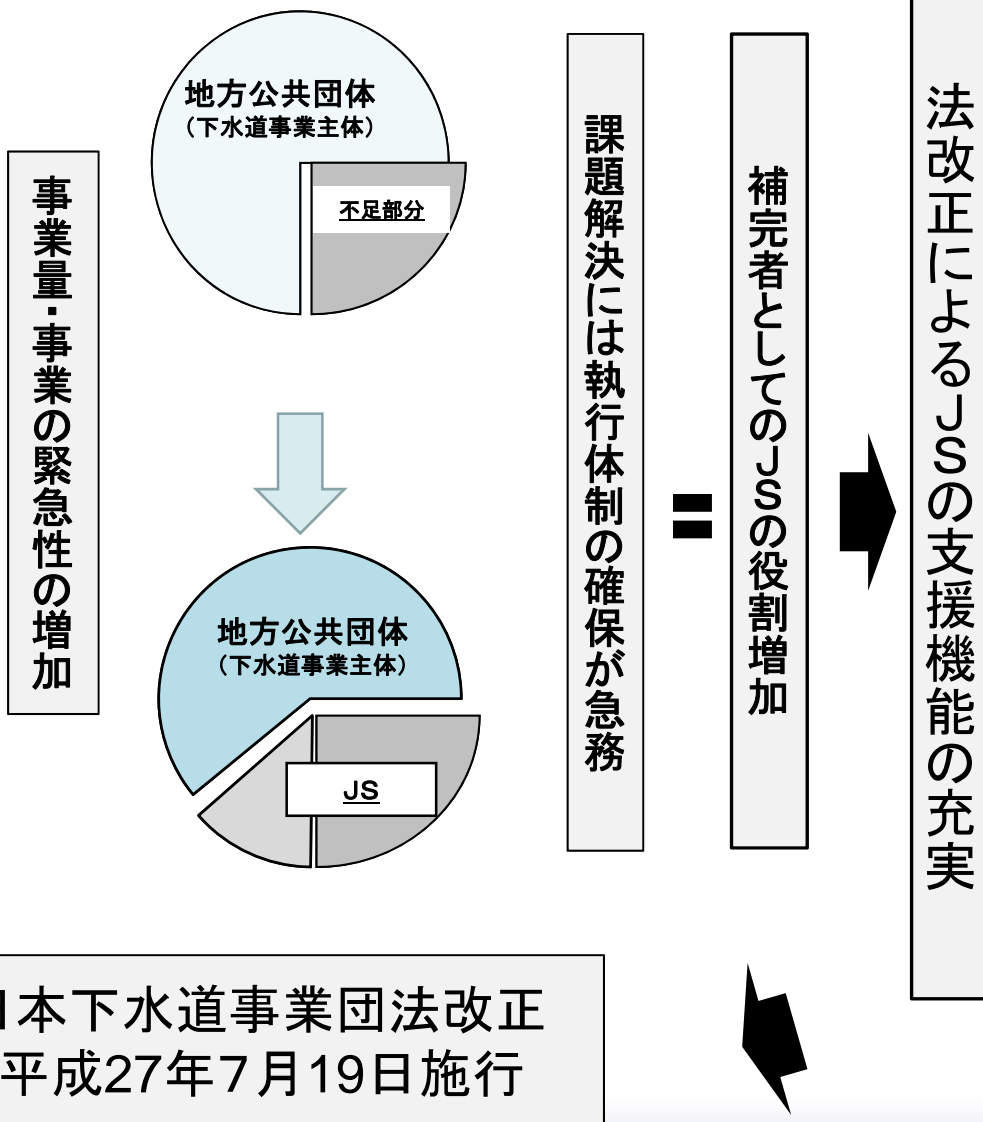 事業量・事業の緊急性の増加
地方公共団体
（下水道事業主体）
不足部分
地方公共団体
（下水道事業主体）
JS
課題解決には執行体制の確保が急務
=
補完者としてのJSの役割増加
法改正によるJSの支援機能の充実
日本下水道事業団法改正
平成27年7月19日施行